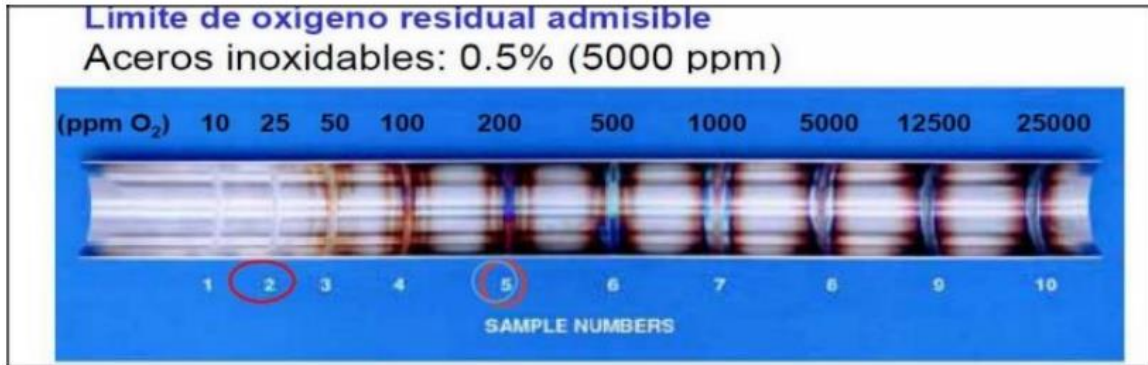 Limite de oxigeno residual admisible
Aceros inoxidables: 0.5% (5000 ppm)
(ppm O₂) 10 25 50 100 200 500 1000 5000 12500 25000
1 2 3 4 5 6 7 8 9 10
SAMPLE NUMBERS